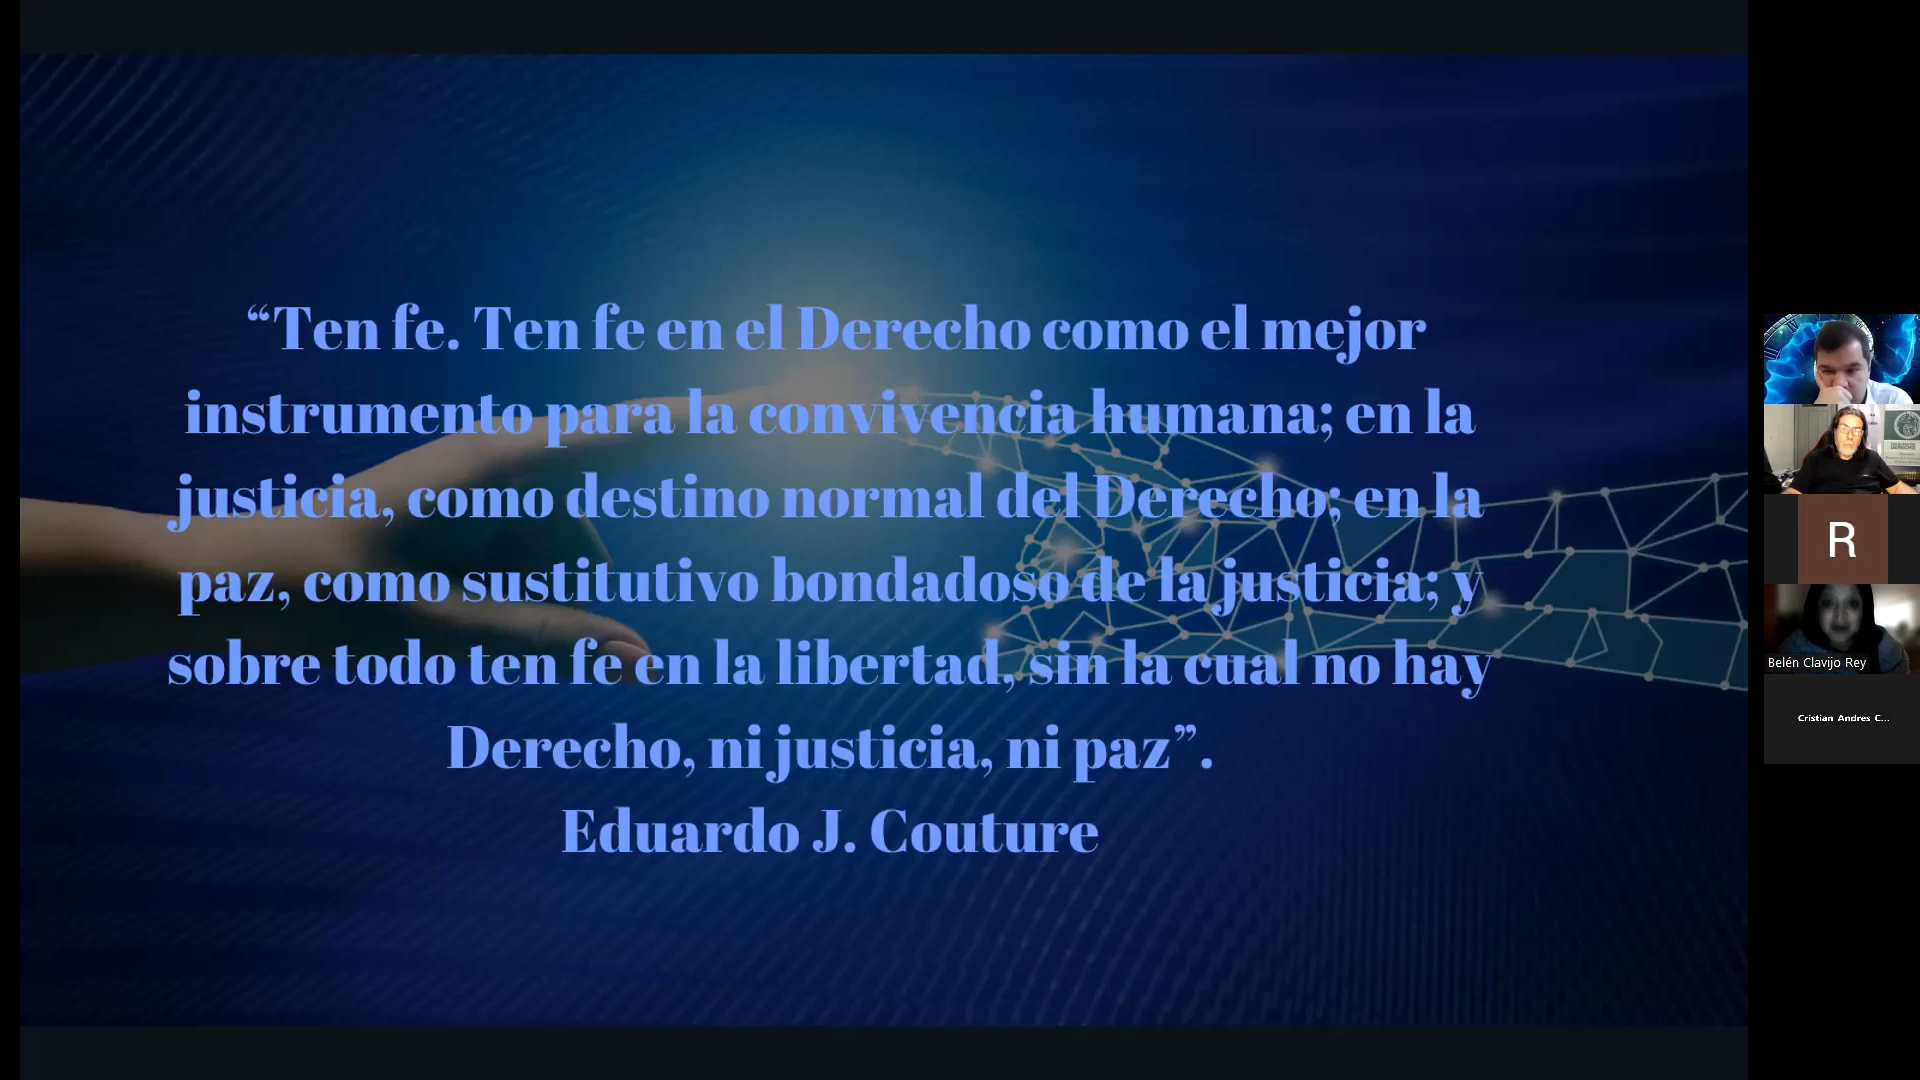 “Ten fe. Ten fe en el Derecho como el mejor
instrumento para la convivencia humana; en la
justicia, como destino normal del Derecho; en la
paz, como sustitutivo bondadoso de la justicia; y
sobre todo ten fe en la libertad, sin la cual no hay
Derecho, ni justicia, ni paz”.
Eduardo J. Couture
R
Belén Clavijo Rey
Cristian Andres C...